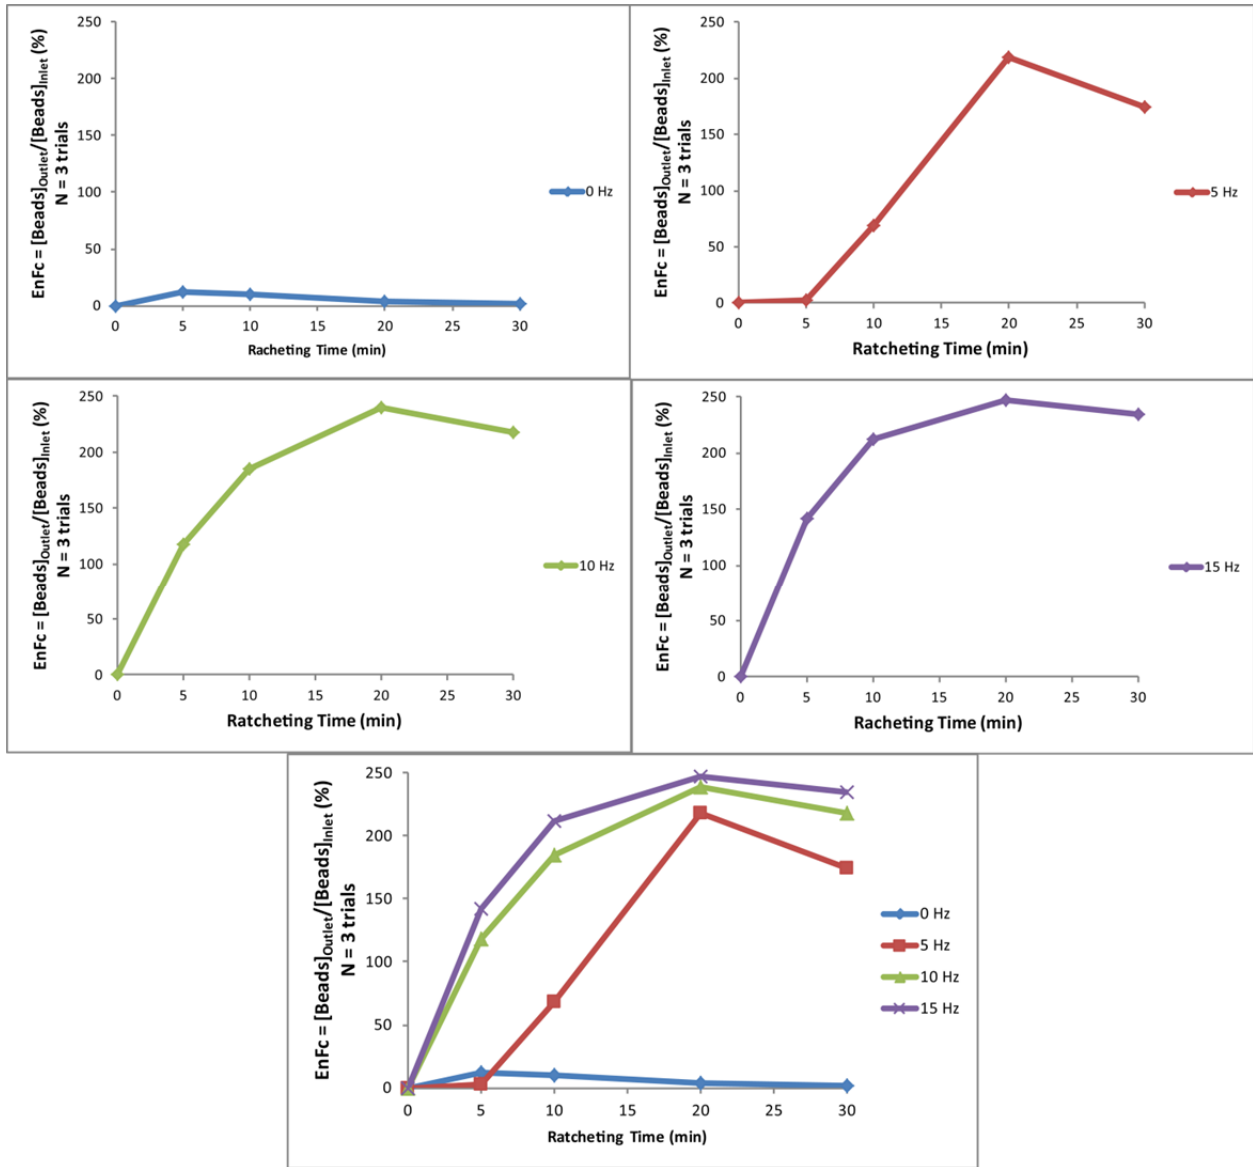 EnFc = [Beads]Outlet/[Beads]Inlet (%)
N = 3 trials
250
200
150
100
50
0
0 5 10 15 20 25 30
Racheting Time (min)
0 Hz
EnFc = [Beads]Outlet/[Beads]Inlet (%)
N = 3 trials
250
200
150
100
50
0
0 5 10 15 20 25 30
Ratcheting Time (min)
5 Hz
EnFc = [Beads]Outlet/[Beads]Inlet (%)
N = 3 trials
250
200
150
100
50
0
0 5 10 15 20 25 30
Ratcheting Time (min)
10 Hz
EnFc = [Beads]Outlet/[Beads]Inlet (%)
N = 3 trials
250
200
150
100
50
0
0 5 10 15 20 25 30
Racheting Time (min)
15 Hz
EnFc = [Beads]Outlet/[Beads]Inlet (%)
N = 3 trials
250
200
150
100
50
0
0 5 10 15 20 25 30
Ratcheting Time (min)
0 Hz
5 Hz
10 Hz
15 Hz